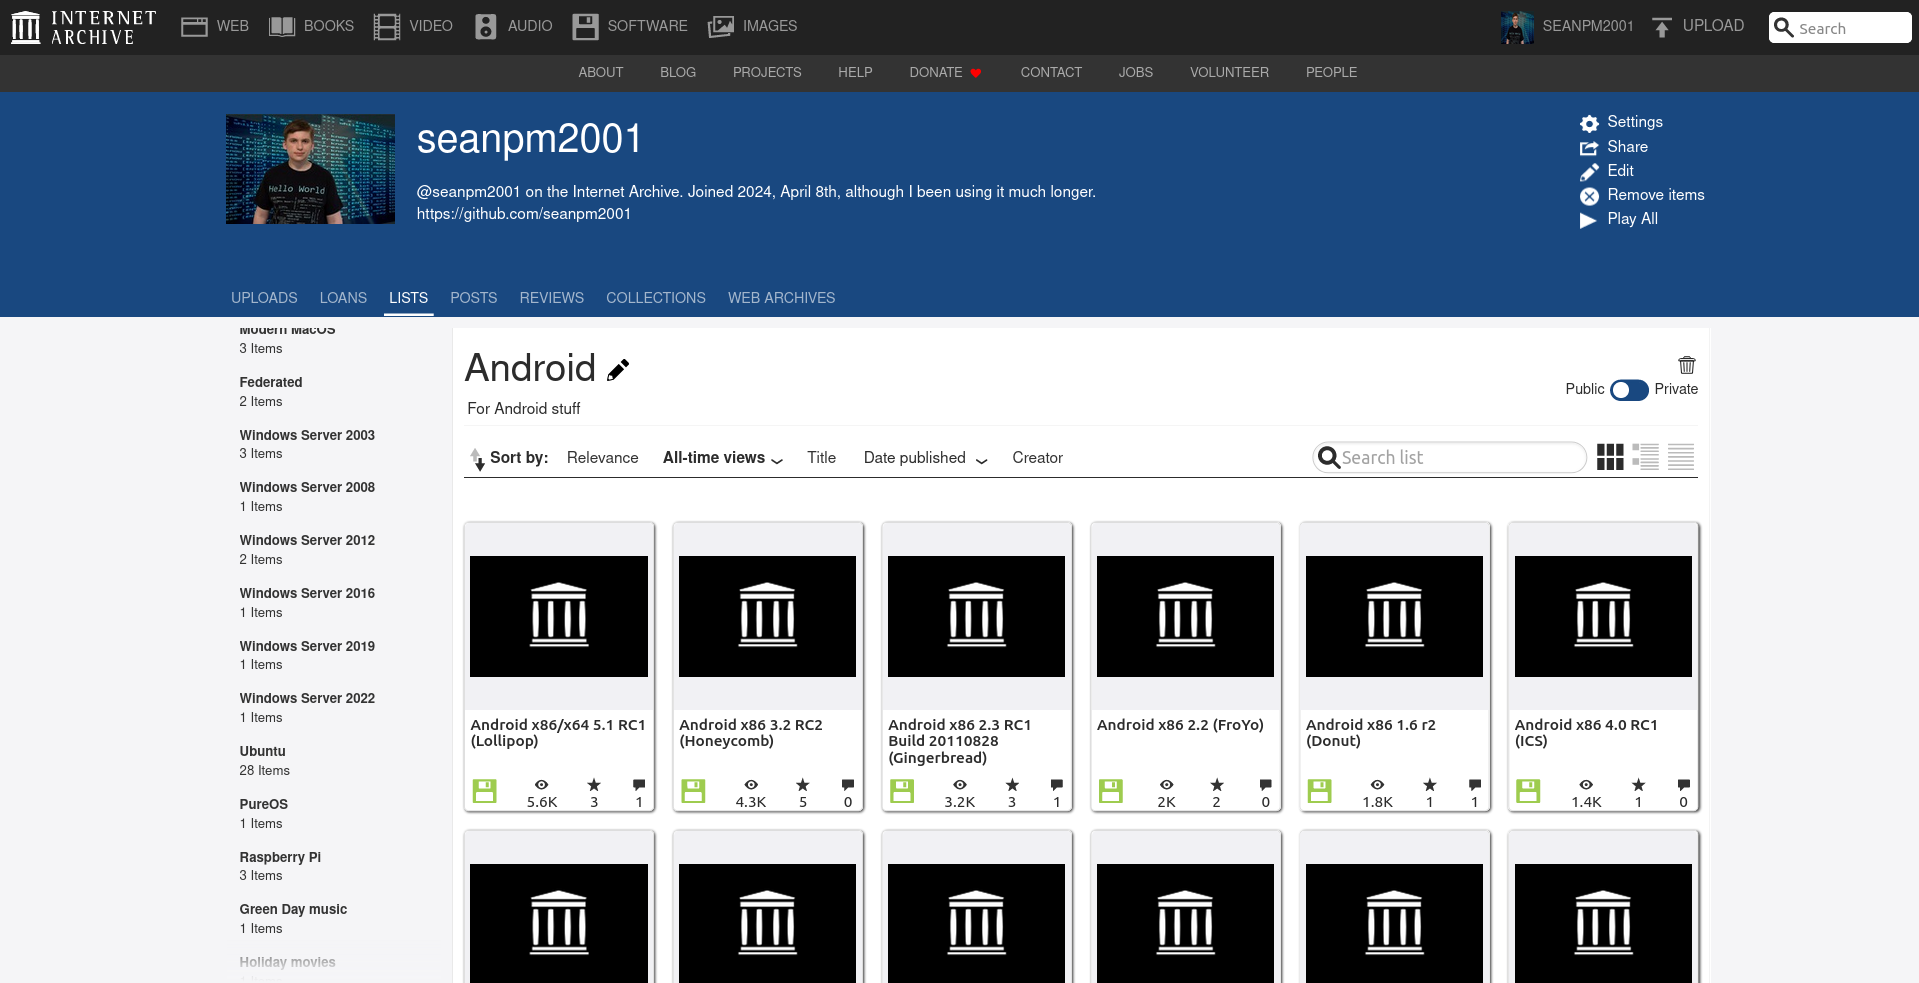 INTERNET
ARCHIVE
WEB BOOKS VIDEO AUDIO SOFTWARE IMAGES SEANPM2001 UPLOAD Search
ABOUT BLOG PROJECTS HELP DONATE CONTACT JOBS VOLUNTEER PEOPLE
Hello World
seanpm2001
@seanpm2001 on the Internet Archive. Joined 2024, April 8th, although I been using it much longer.
https://github.com/seanpm2001
Settings
Share
Edit
Remove items
Play All
UPLOADS LOANS LISTS POSTS REVIEWS COLLECTIONS WEB ARCHIVES
Modern MacOS
3 Items
Federated
2 Items
Windows Server 2003
3 Items
Windows Server 2008
1 Items
Windows Server 2012
2 Items
Windows Server 2016
1 Items
Windows Server 2019
1 Items
Windows Server 2022
1 Items
Ubuntu
28 Items
PureOS
1 Items
Raspberry Pi
3 Items
Green Day music
1 Items
Holiday movies
Android
For Android stuff
Public Private
Sort by: Relevance All-time views Title Date published Creator Search list
Android x86/x64 5.1 RC1
(Lollipop)
5.6K 3 1
Android x86 3.2 RC2
(Honeycomb)
4.3K 5 0
Android x86 2.3 RC1
Build 20110828
(Gingerbread)
3.2K 3 1
Android x86 2.2 (FroYo)
2K 2 0
Android x86 1.6 r2
(Donut)
1.8K 1 1
Android x86 4.0 RC1
(ICS)
1.4K 1 0